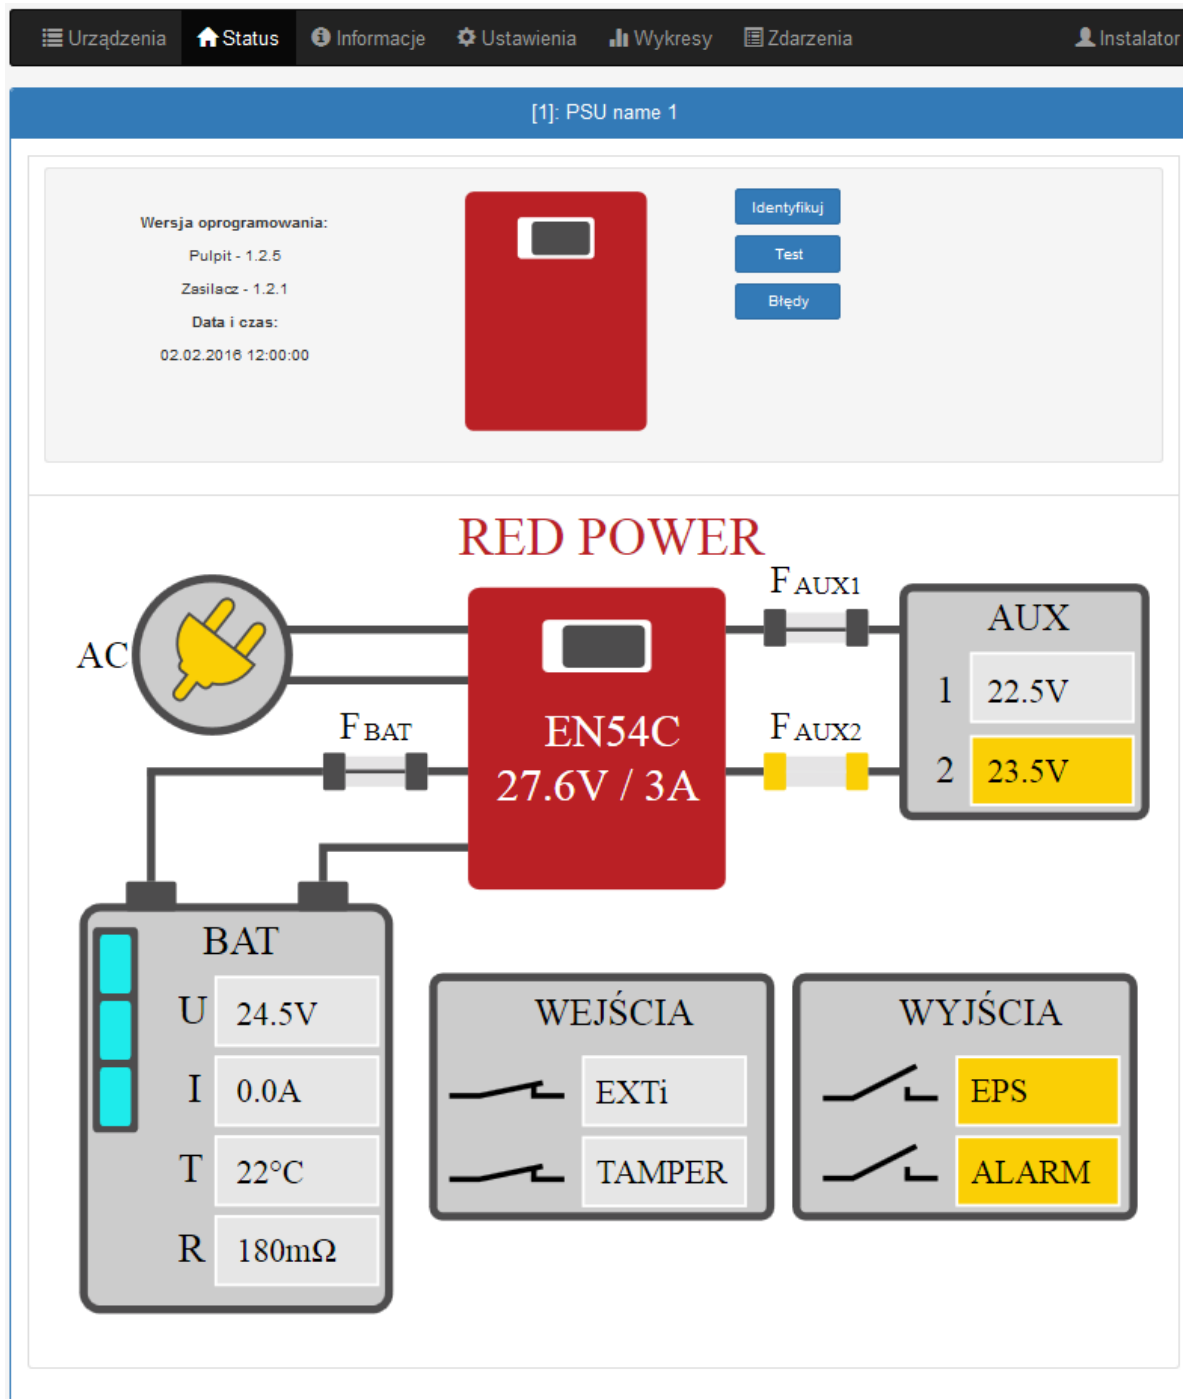 Urządzenia Status Informacje Ustawienia Wykresy Zdarzenia Instalator
[1]: PSU name 1
Wersja oprogramowania:
Pulpit - 1.2.5
Zasilacz - 1.2.1
Data i czas:
02.02.2016 12:00:00
Identyfikuj
Test
Błędy
RED POWER
AC
F BAT
EN54C
27.6V / 3A
F AUX1
F AUX2
AUX
1 22.5V
2 23.5V
BAT
U 24.5V
I 0.0A
T 22°C
R 180mΩ
WEJŚCIA
EXTi
TAMPER
WYJŚCIA
EPS
ALARM